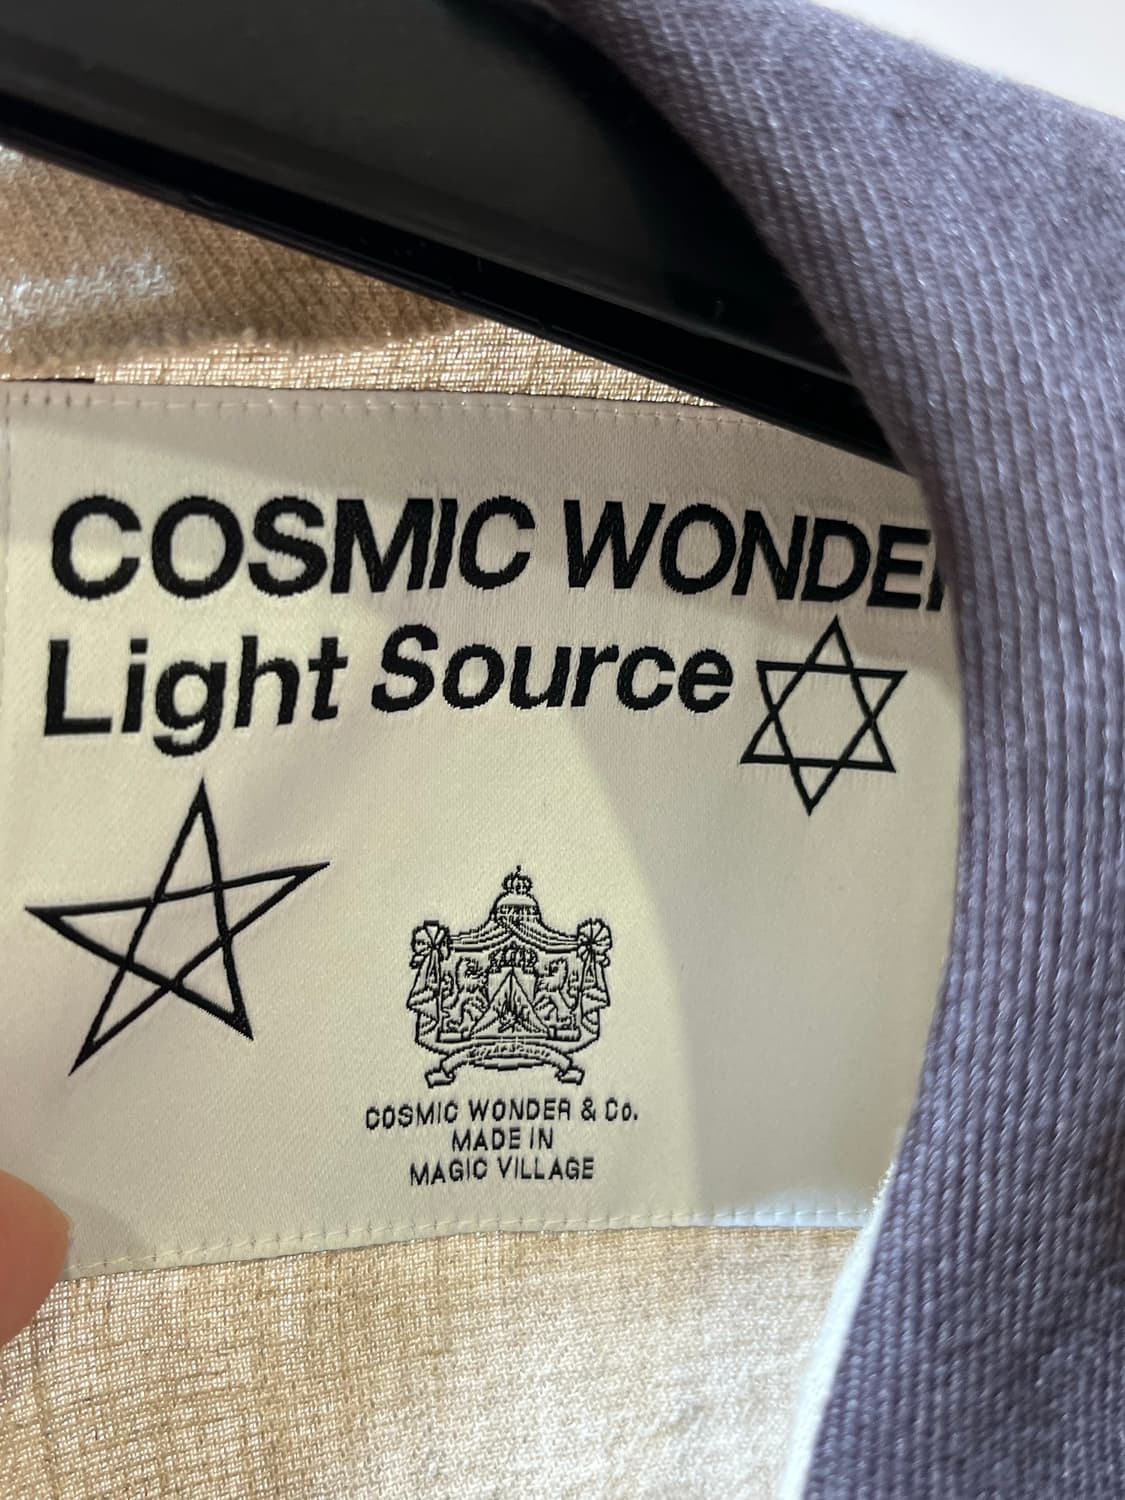 COSMIC WONDE
Light Source
COSMIC WONDER & Co.
MADE IN
MAGIC VILLAGE